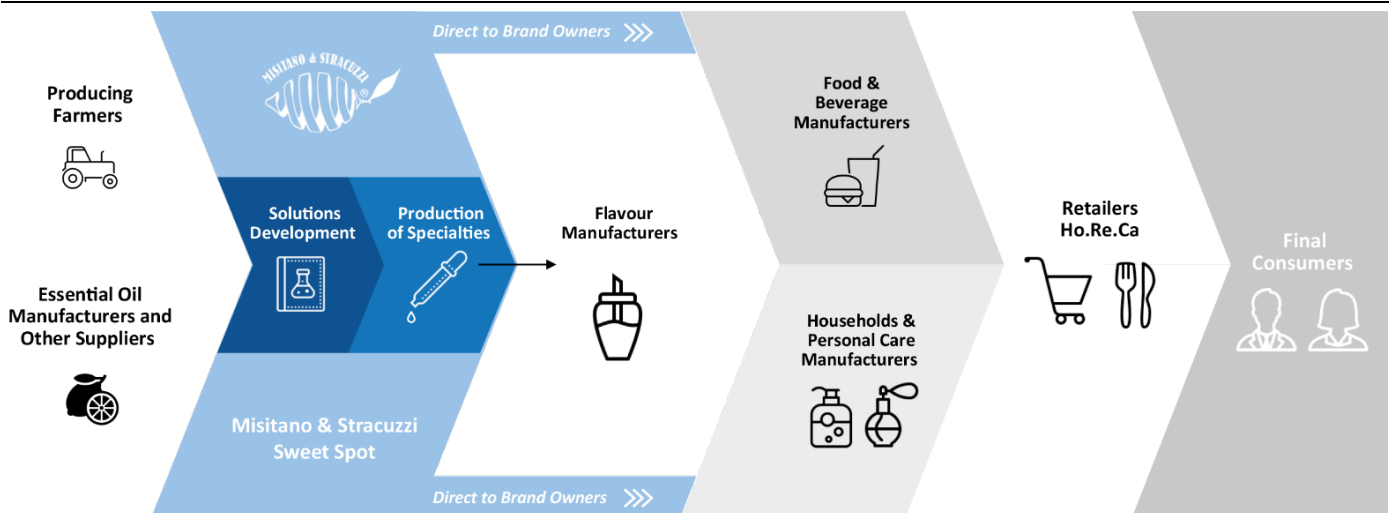 Direct to Brand Owners
MISITANO & STRACUZZI
®
Producing
Farmers
Essential Oil
Manufacturers and
Other Suppliers
Solutions
Development
Production
of Specialties
Misitano & Stracuzzi
Sweet Spot
Flavour
Manufacturers
Direct to Brand Owners
Food &
Beverage
Manufacturers
Households &
Personal Care
Manufacturers
Retailers
Ho.Re.Ca
Final
Consumers